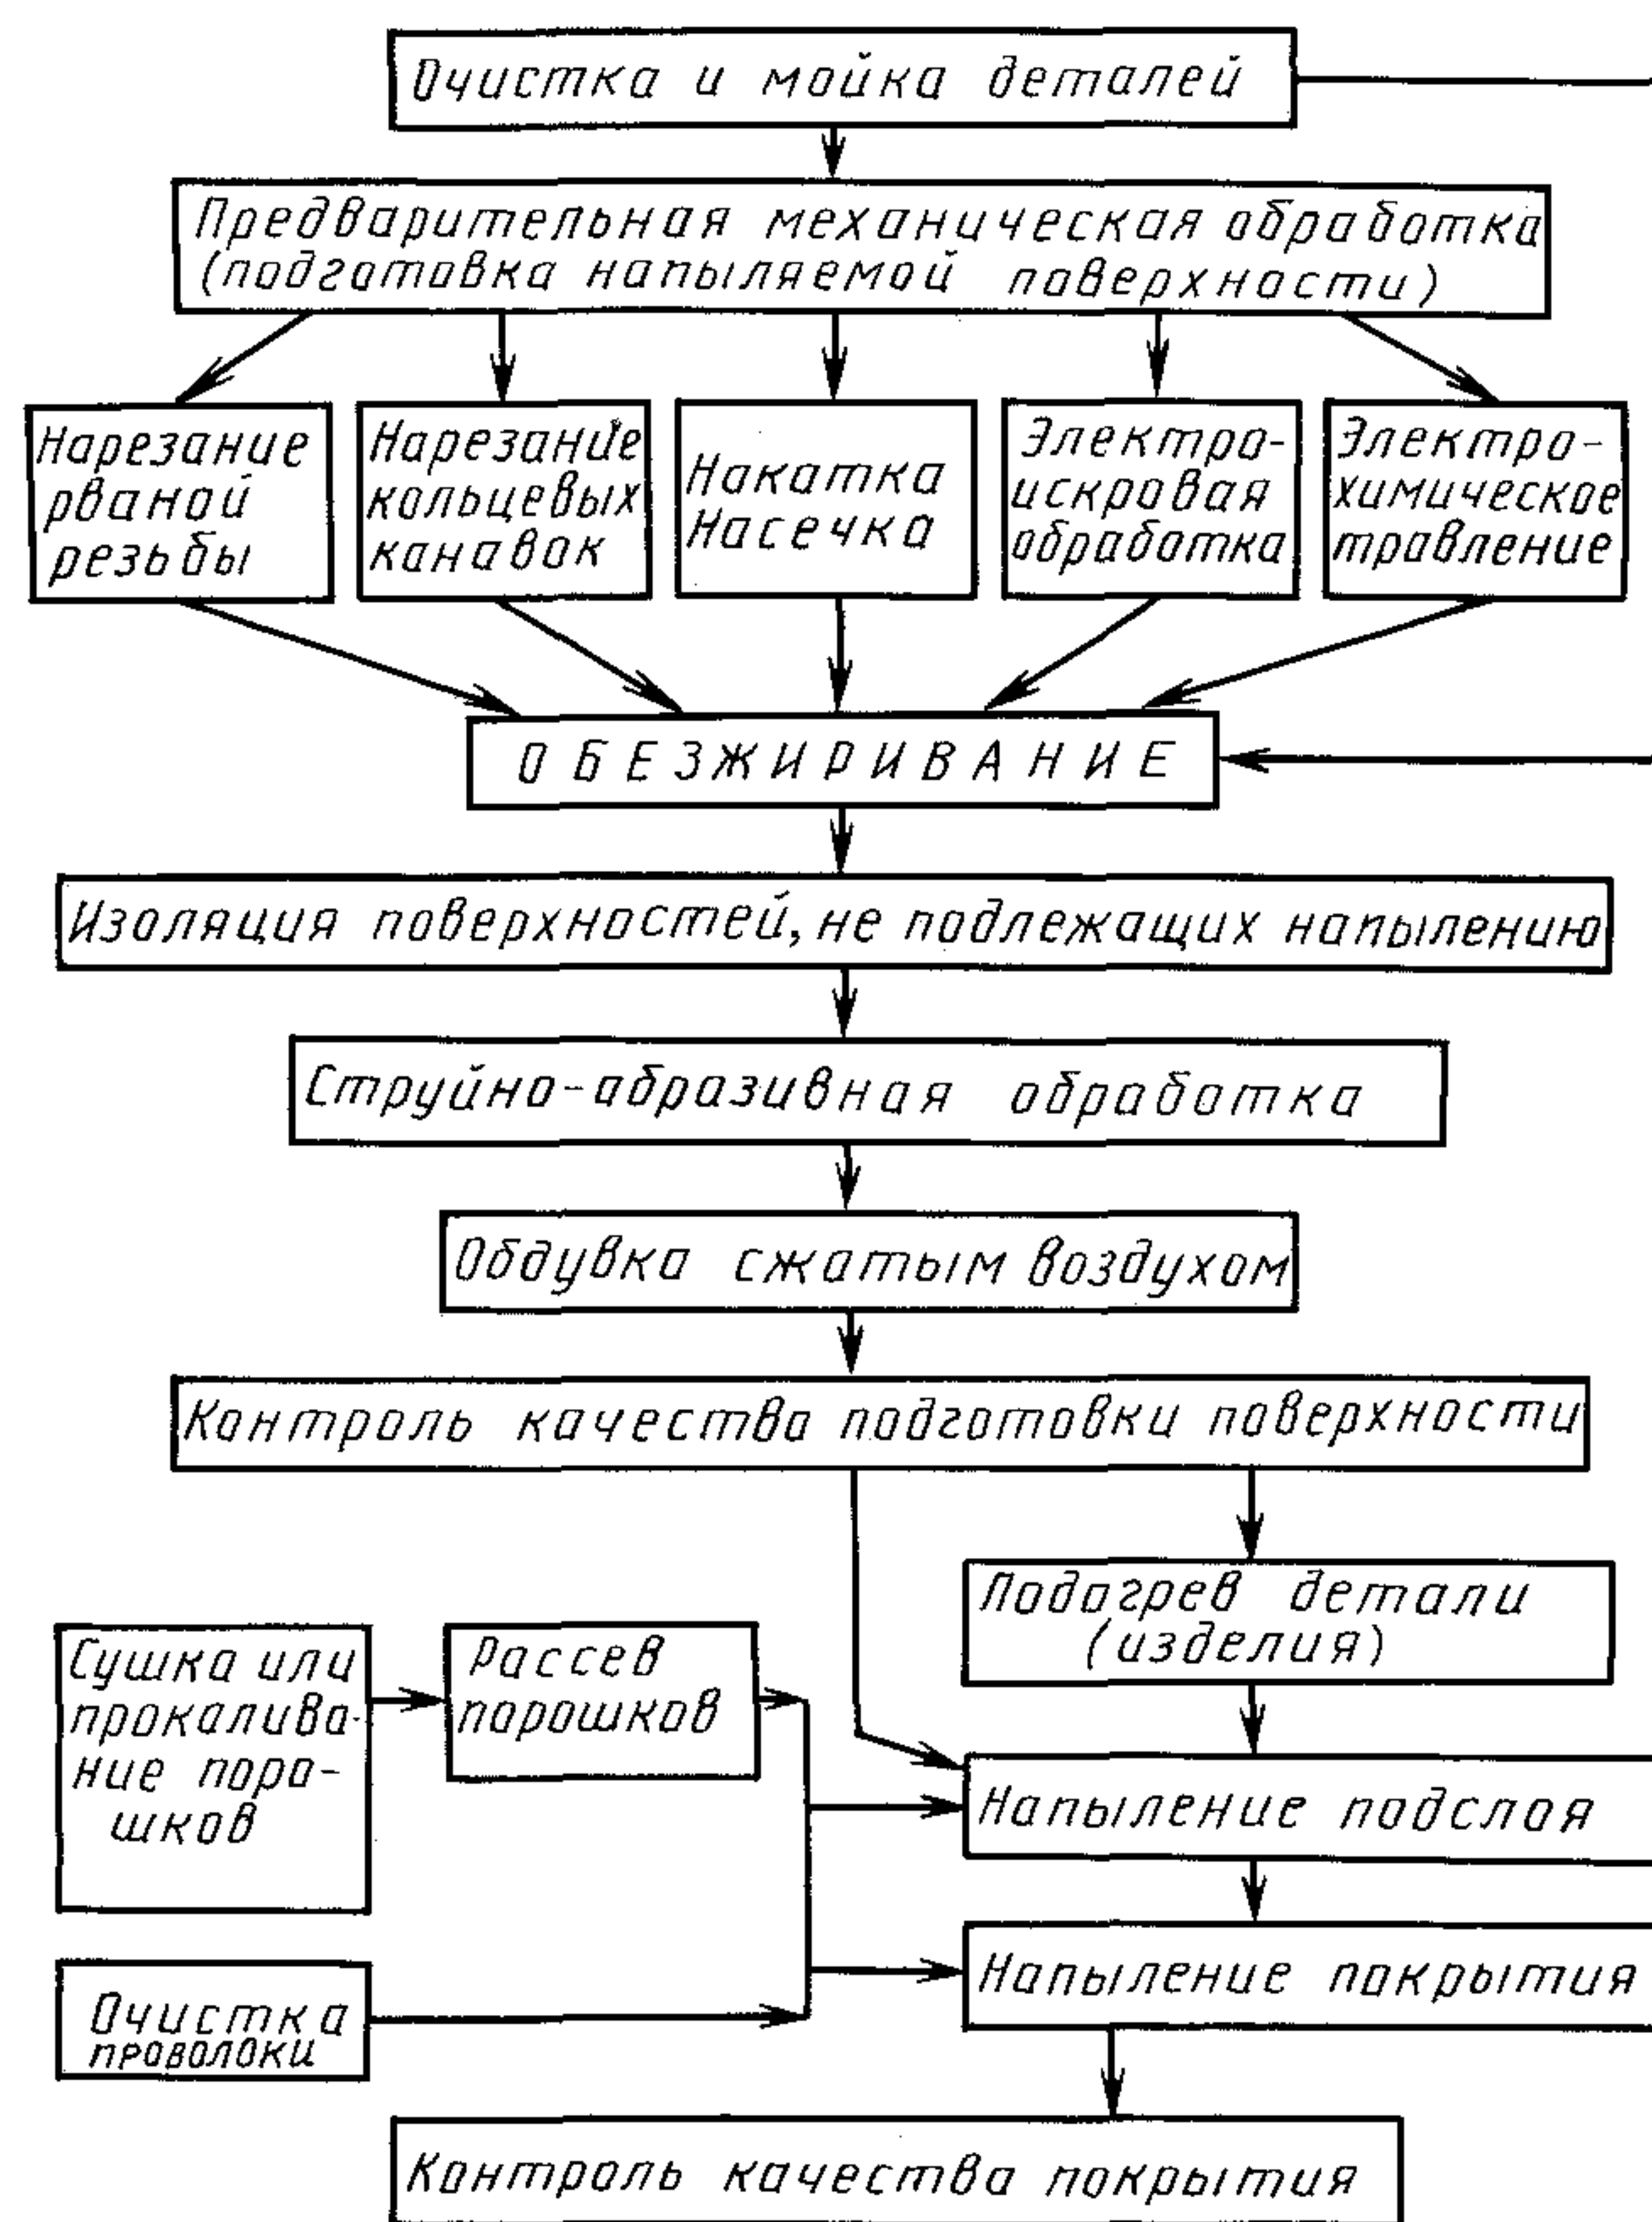 Очистка и мойка деталей
Предварительная механическая обработка
(подготовка напыляемой поверхности)
Нарезание
рваной
резьбы
Нарезание
кольцевых
канавок
Накатка
Насечка
Электро-
искровая
обработка
Электро-
химическое
травление
ОБЕЗЖИРИВАНИЕ
Изоляция поверхностей, не подлежащих напылению
Струйно-абразивная обработка
Обдувка сжатым воздухом
Контроль качества подготовки поверхности
Подогрев детали
(изделия)
Сушка или
прокалива-
ние поро-
шков
Рассев
порошков
Напыление подслоя
Напыление покрытия
Очистка
проволоки
Контроль качества покрытия